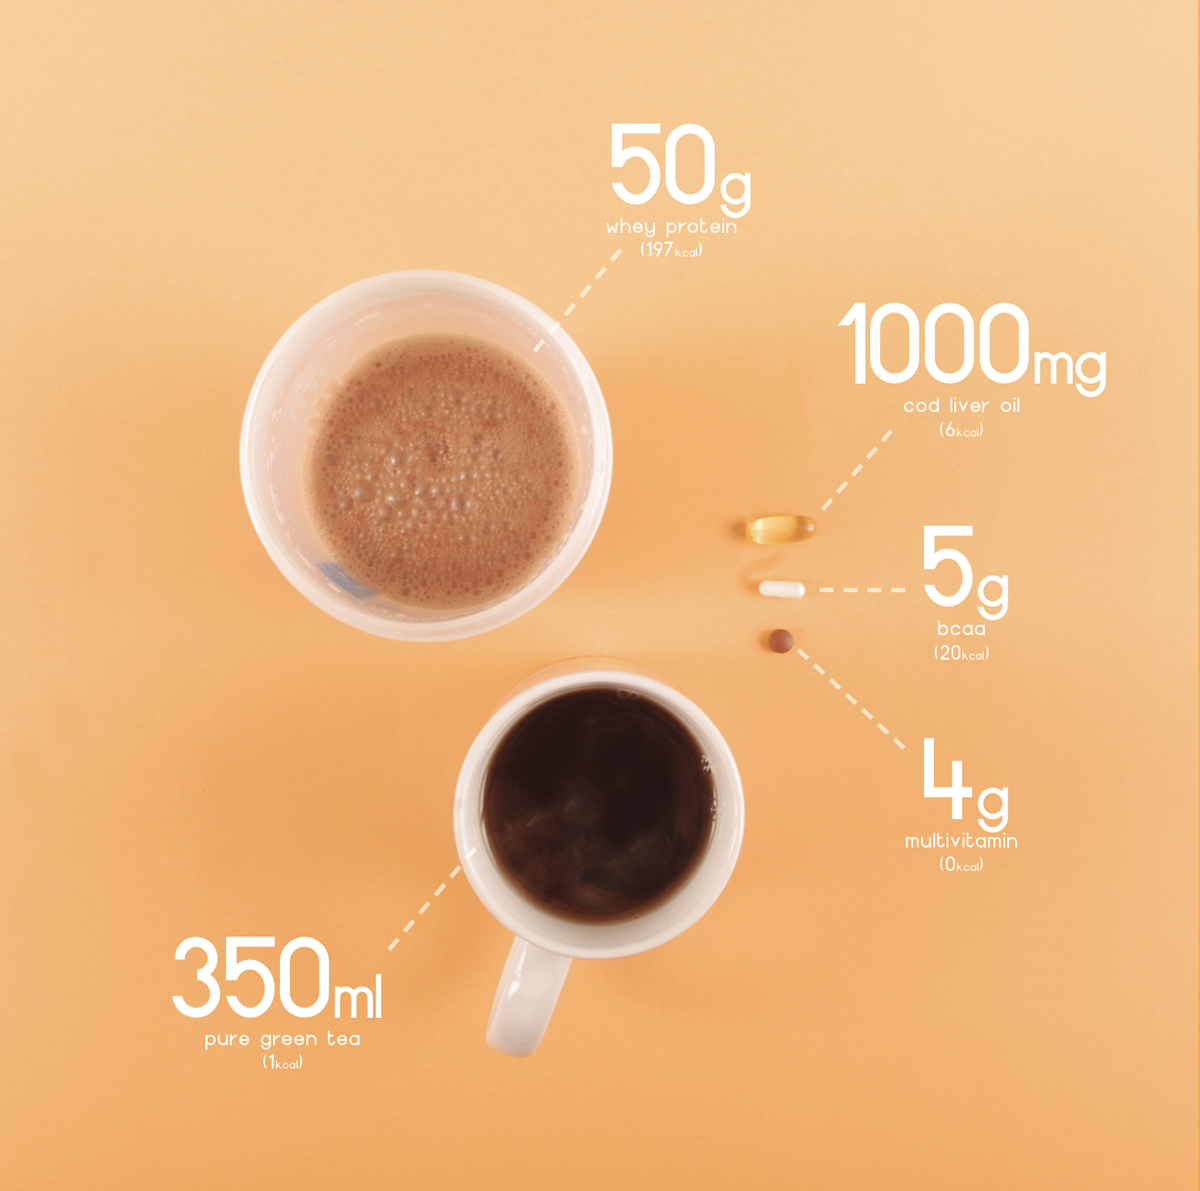 50g
whey protein
(197kcal)
1000mg
cod liver oil
(6kcal)
5g
bcaa
(20kcal)
4g
multivitamin
(0kcal)
350ml
pure green tea
(1kcal)